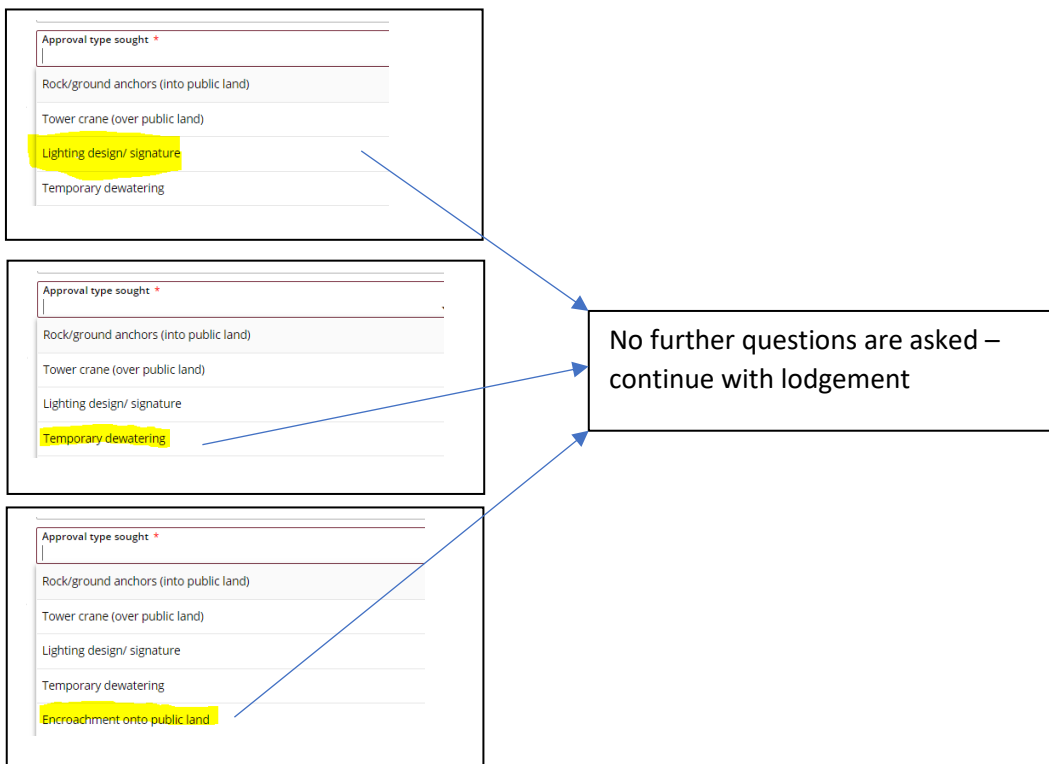 Approval type sought *
Rock/ground anchors (into public land)
Tower crane (over public land)
Lighting design/ signature
Temporary dewatering
Approval type sought *
Rock/ground anchors (into public land)
Tower crane (over public land)
Lighting design/ signature
Temporary dewatering
Approval type sought *
Rock/ground anchors (into public land)
Tower crane (over public land)
Lighting design/ signature
Temporary dewatering
Encroachment onto public land
No further questions are asked –
continue with lodgement